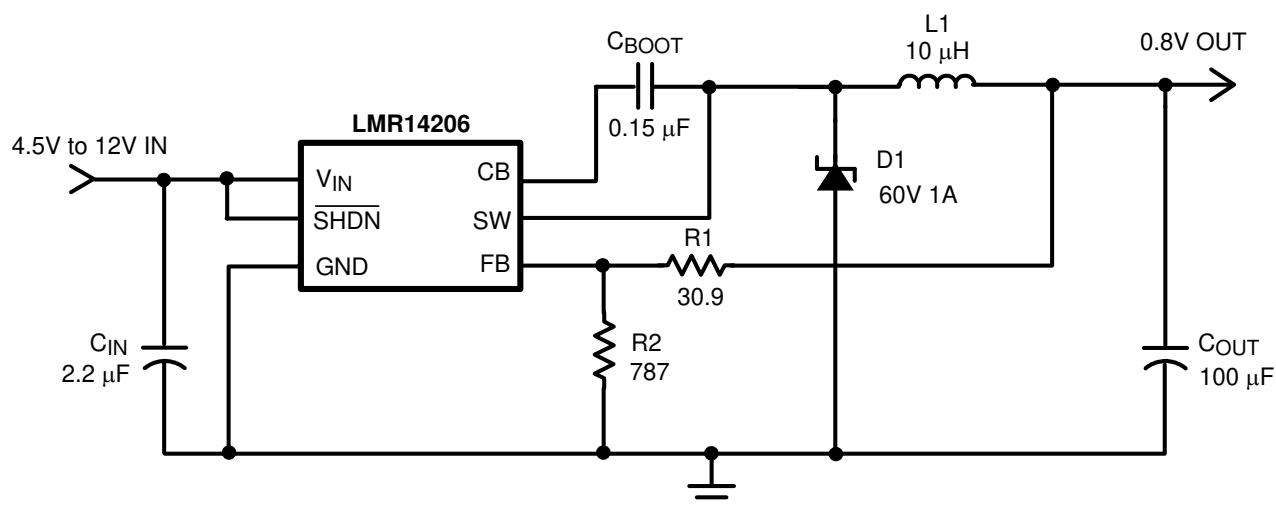 L1
10 μH
CBOOT
0.15 μF
0.8V OUT
LMR14206
4.5V to 12V IN
VIN
SHDN
GND
CB
SW
FB
D1
60V 1A
R1
30.9
R2
787
CIN
2.2 μF
COUT
100 μF